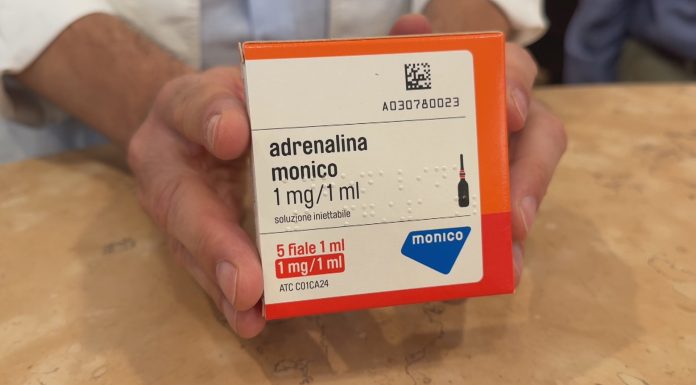 A030780023
adrenalina
monico
1 mg/1 ml
soluzione iniettabile
5 fiale 1 ml
1 mg/1 ml
monico
ATC C01CA24